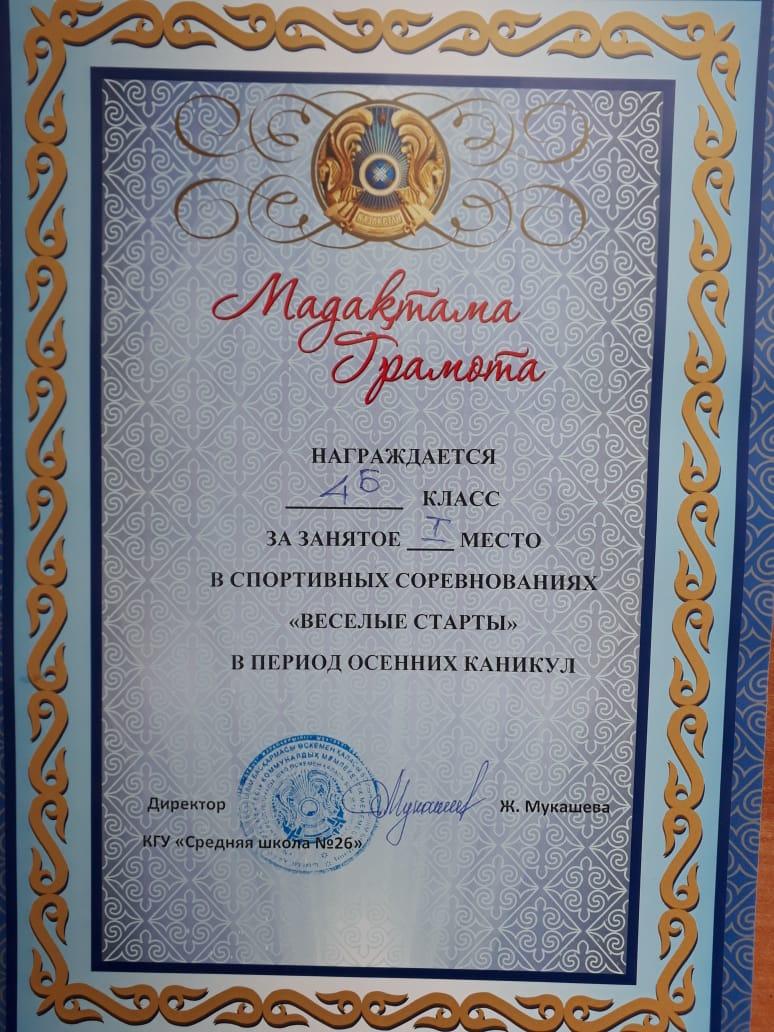 ҚАЗАҚСТАН
Мадақтама
Грамота
НАГРАЖДАЕТСЯ
4Б КЛАСС
ЗА ЗАНЯТОЕ I МЕСТО
В СПОРТИВНЫХ СОРЕВНОВАНИЯХ
«ВЕСЕЛЫЕ СТАРТЫ»
В ПЕРИОД ОСЕННИХ КАНИКУЛ
Директор Ж. Мукашева
КГУ «Средняя школа №26»